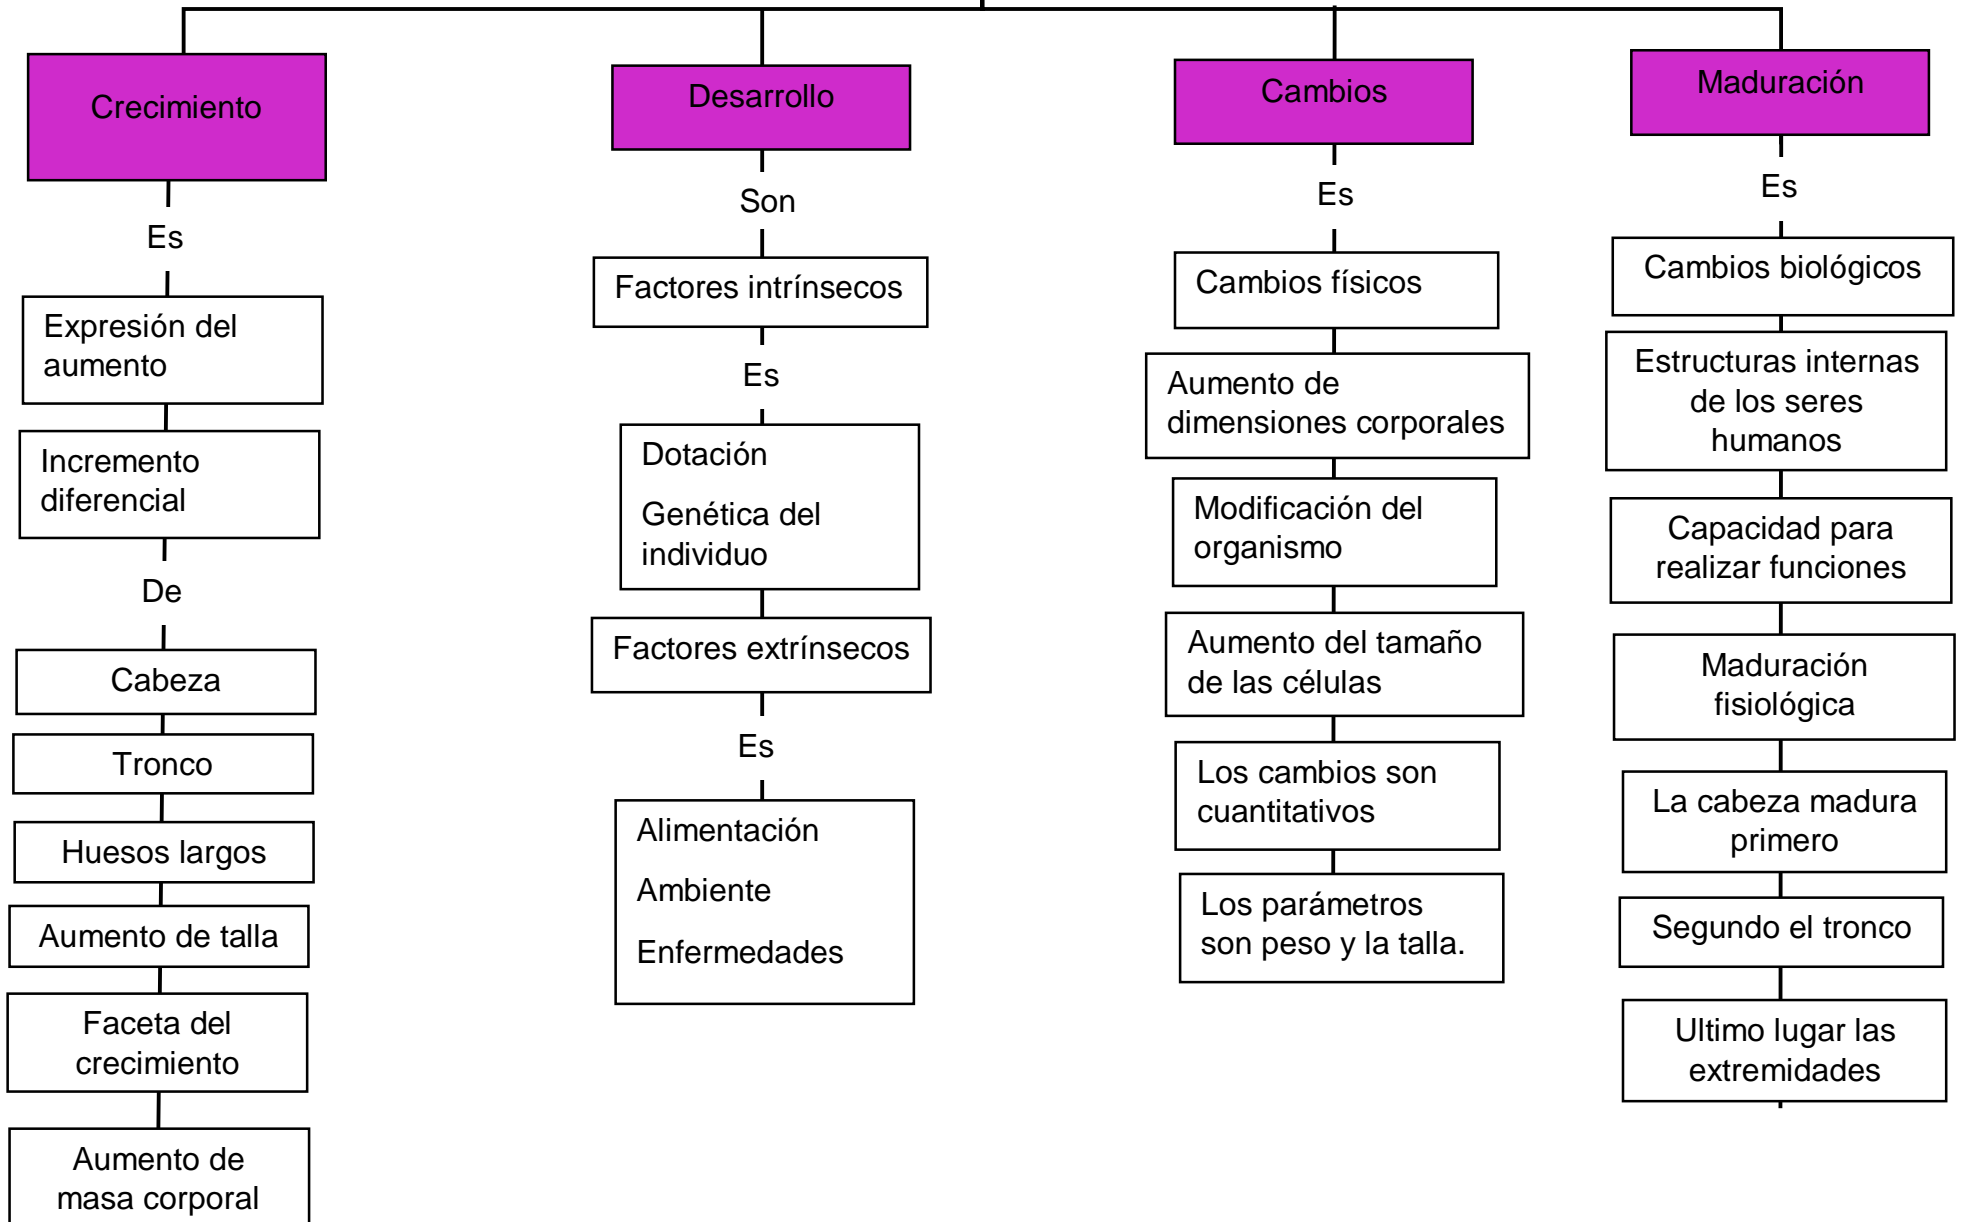 Crecimiento
Es
Expresión del
aumento
Incremento
diferencial
De
Cabeza
Tronco
Huesos largos
Aumento de talla
Faceta del
crecimiento
Aumento de
masa corporal
Desarrollo
Son
Factores intrínsecos
Es
Dotación
Genética del
individuo
Factores extrínsecos
Es
Alimentación
Ambiente
Enfermedades
Cambios
Es
Cambios físicos
Aumento de
dimensiones corporales
Modificación del
organismo
Aumento del tamaño
de las células
Los cambios son
cuantitativos
Los parámetros
son peso y la talla.
Maduración
Es
Cambios biológicos
Estructuras internas
de los seres
humanos
Capacidad para
realizar funciones
Maduración
fisiológica
La cabeza madura
primero
Segundo el tronco
Ultimo lugar las
extremidades